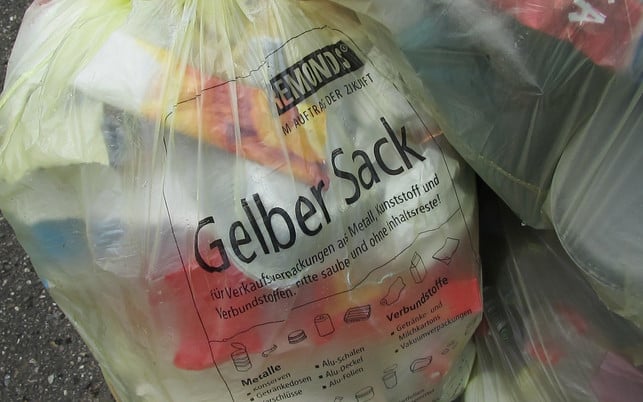 REMONDIS
IM AUFTRAG DER ZUKUNFT
Gelber Sack
für Verkaufsverpackungen aus Metall, Kunststoff und
Verbundstoffen. Bitte saubere und ohne Inhaltsreste!
Metalle
• Konserven
• Getränkedosen
Verschlüsse
• Alu-Schalen
• Alu-Deckel
• Alu Folien
Verbundstoffe
• Getränke- und
Milchkartons
• Vakuumverpackungen